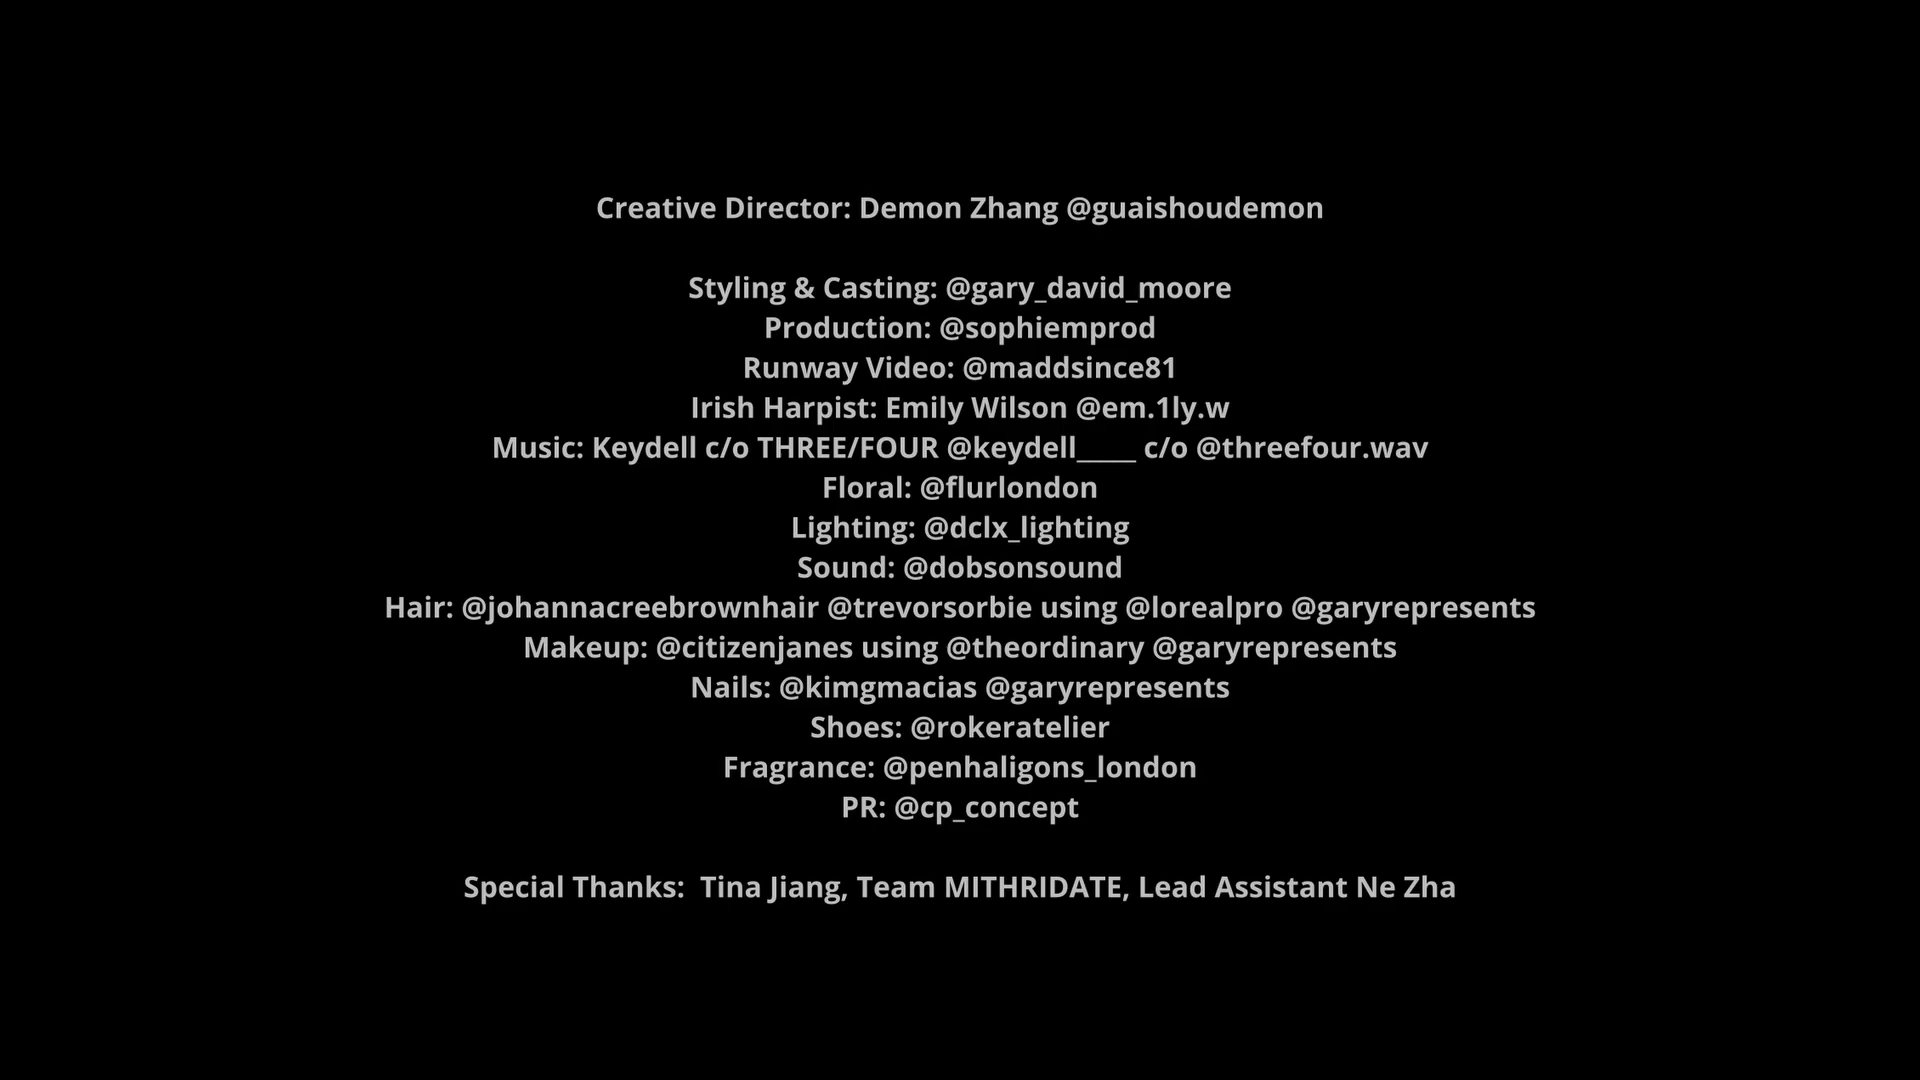 Creative Director: Demon Zhang @guaishoudemon
Styling & Casting: @gary_david_moore
Production: @sophiemprod
Runway Video: @maddsince81
Irish Harpist: Emily Wilson @em.1ly.w
Music: Keydell c/o THREE/FOUR @keydell_____ c/o @threefour.wav
Floral: @flurlondon
Lighting: @dclx_lighting
Sound: @dobsonsound
Hair: @johannacreebrownhair @trevorsorbie using @lorealpro @garyrepresents
Makeup: @citizenjanes using @theordinary @garyrepresents
Nails: @kimgmacias @garyrepresents
Shoes: @rokeratelier
Fragrance: @penhaligons_london
PR: @cp_concept
Special Thanks:  Tina Jiang, Team MITHRIDATE, Lead Assistant Ne Zha